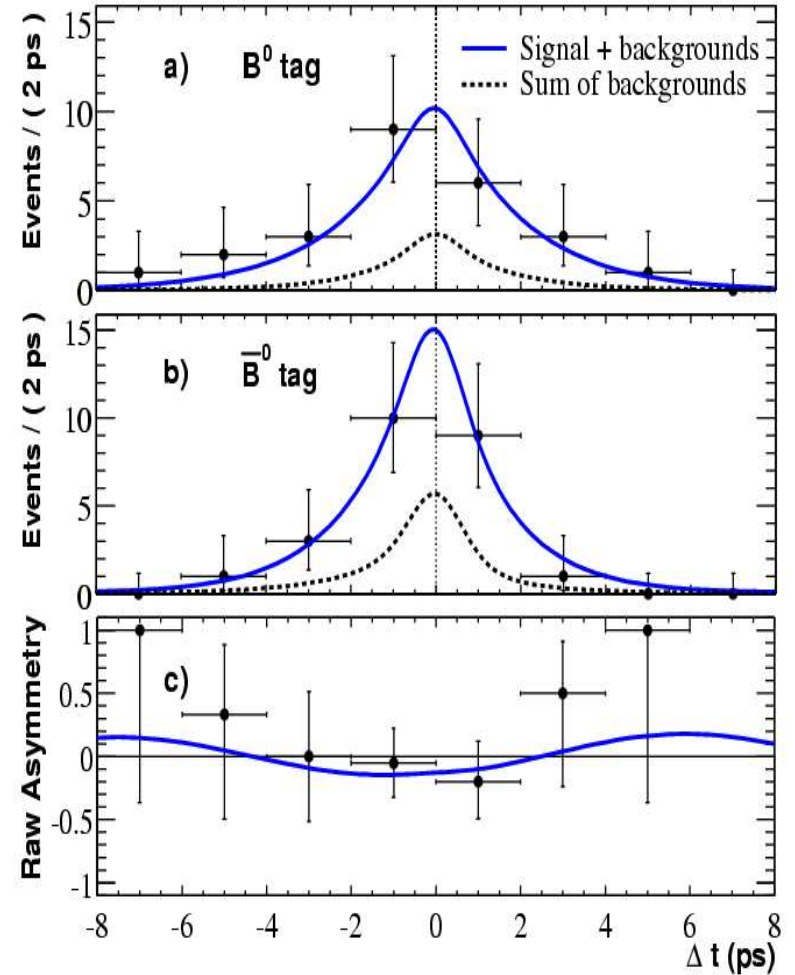 Events / ( 2 ps )
15
10
5
0
a) B⁰ tag
Signal + backgrounds
Sum of backgrounds
Events / ( 2 ps )
15
10
5
0
b) B̅⁰ tag
Raw Asymmetry
1
0.5
0
-0.5
-1
c)
-8 -6 -4 -2 0 2 4 6 8
Δ t (ps)